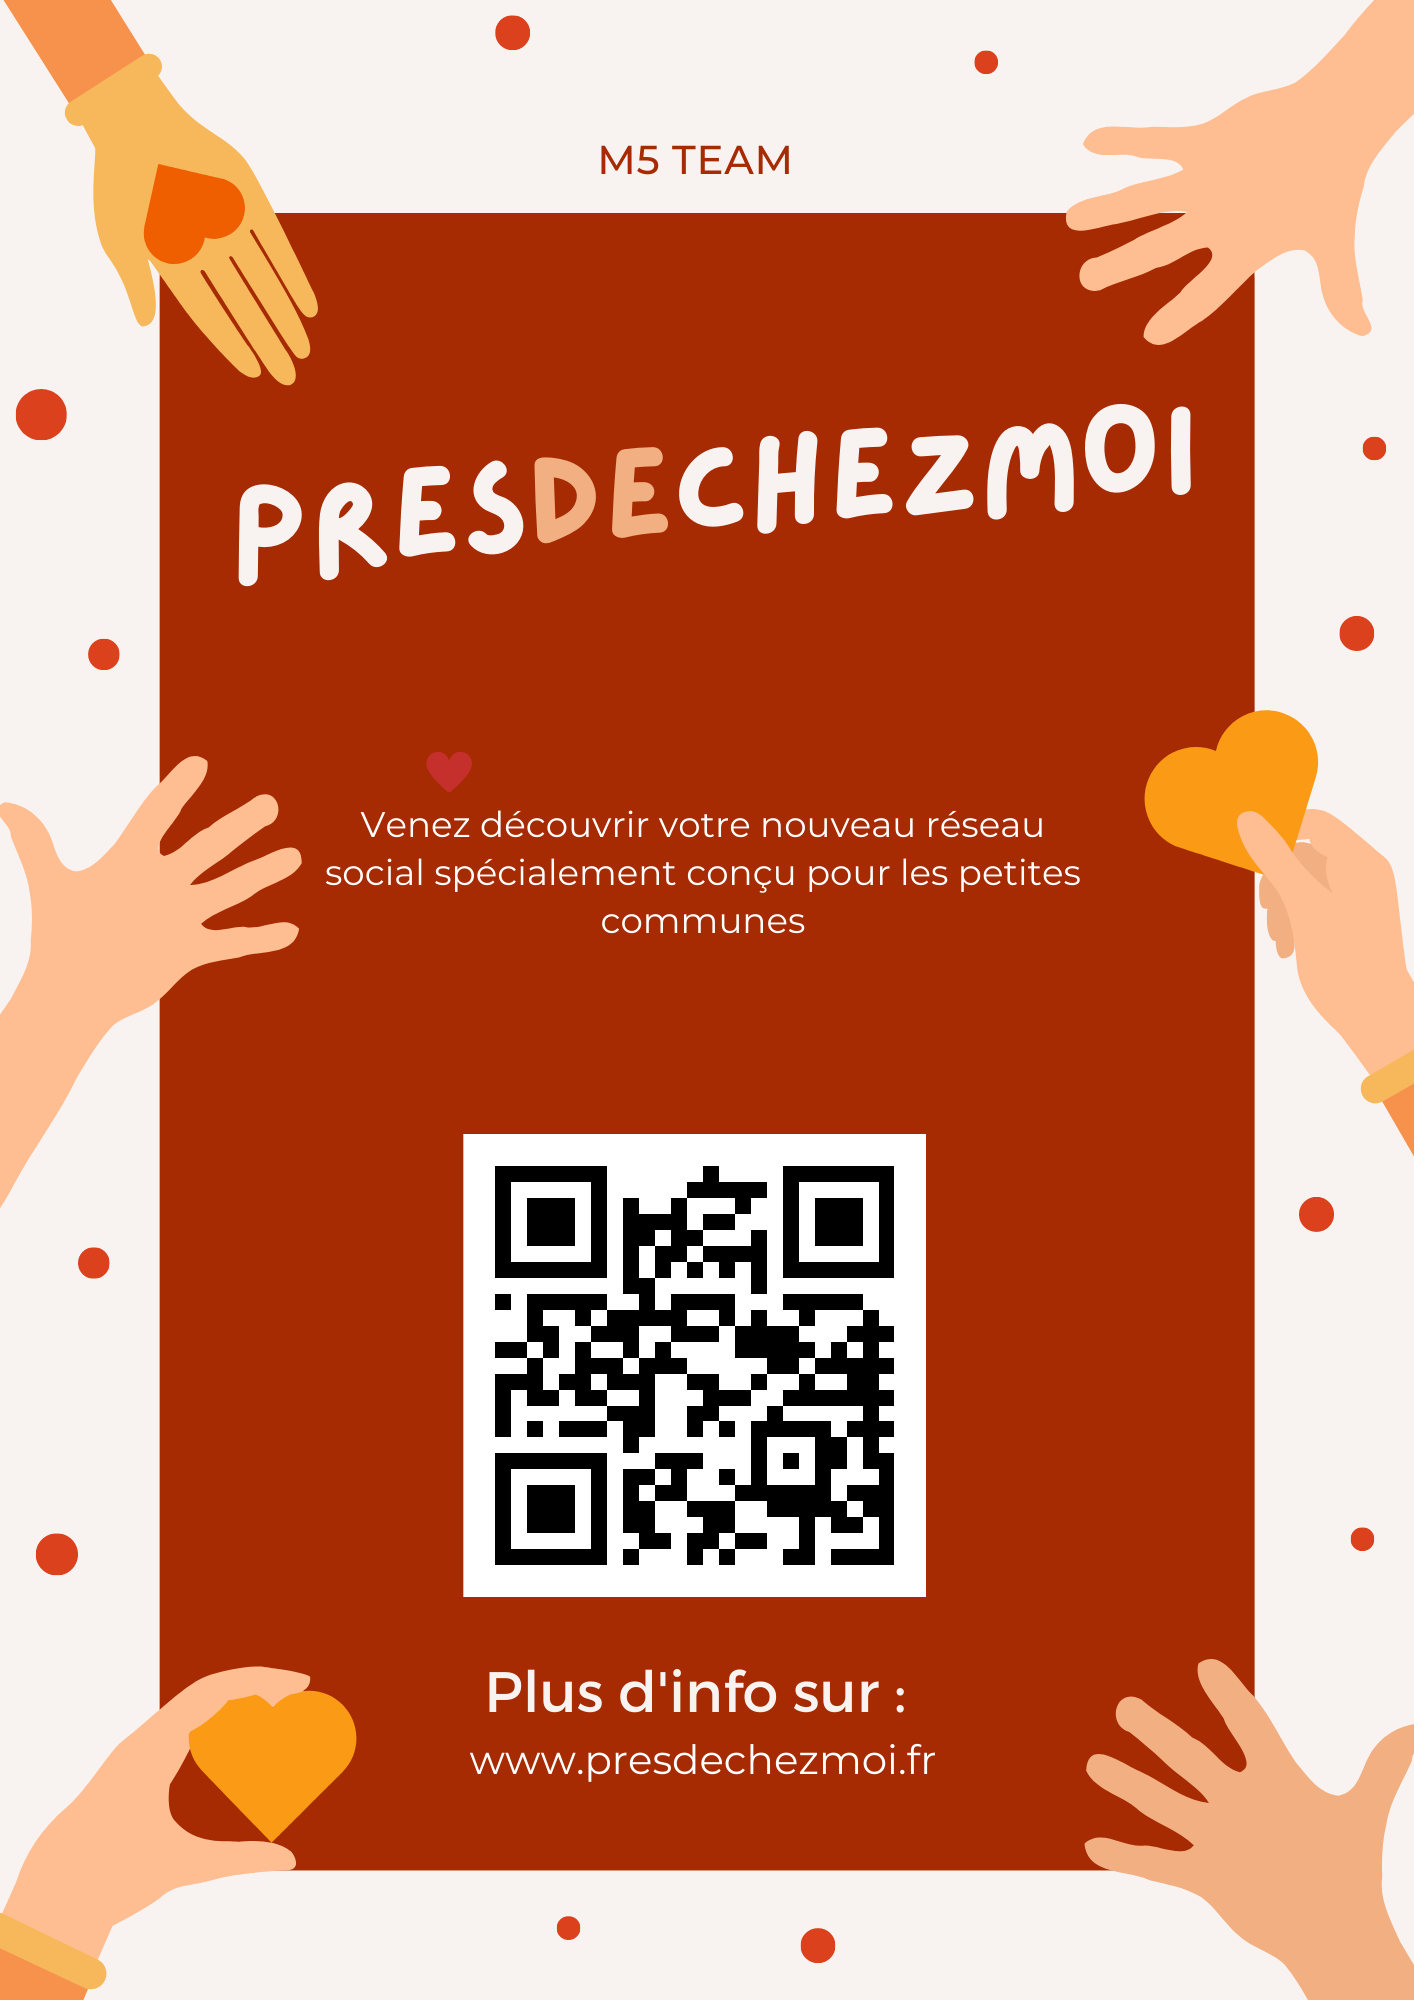 M5 TEAM
PRESDECHEZMOI
Venez découvrir votre nouveau réseau
social spécialement conçu pour les petites
communes
Plus d'info sur :
www.presdechezmoi.fr